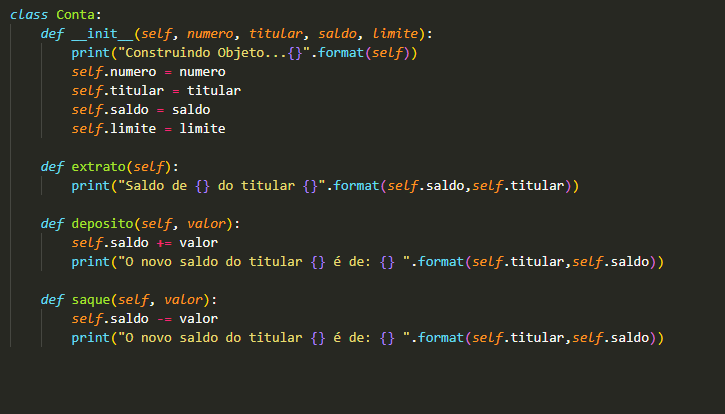 class Conta:
    def __init__(self, numero, titular, saldo, limite):
        print("Construindo Objeto...{}".format(self))
        self.numero = numero
        self.titular = titular
        self.saldo = saldo
        self.limite = limite

    def extrato(self):
        print("Saldo de {} do titular {}".format(self.saldo,self.titular))

    def deposito(self, valor):
        self.saldo += valor
        print("O novo saldo do titular {} é de: {} ".format(self.titular,self.saldo))

    def saque(self, valor):
        self.saldo -= valor
        print("O novo saldo do titular {} é de: {} ".format(self.titular,self.saldo))